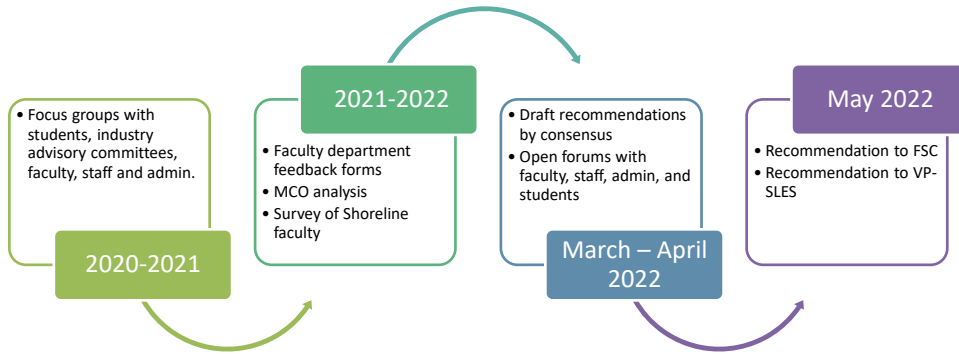 • Focus groups with
students, industry
advisory committees,
faculty, staff and admin.
2020-2021
2021-2022
• Faculty department
feedback forms
• MCO analysis
• Survey of Shoreline
faculty
• Draft recommendations
by consensus
• Open forums with
faculty, staff, admin, and
students
March – April
2022
May 2022
• Recommendation to FSC
• Recommendation to VP-
SLES